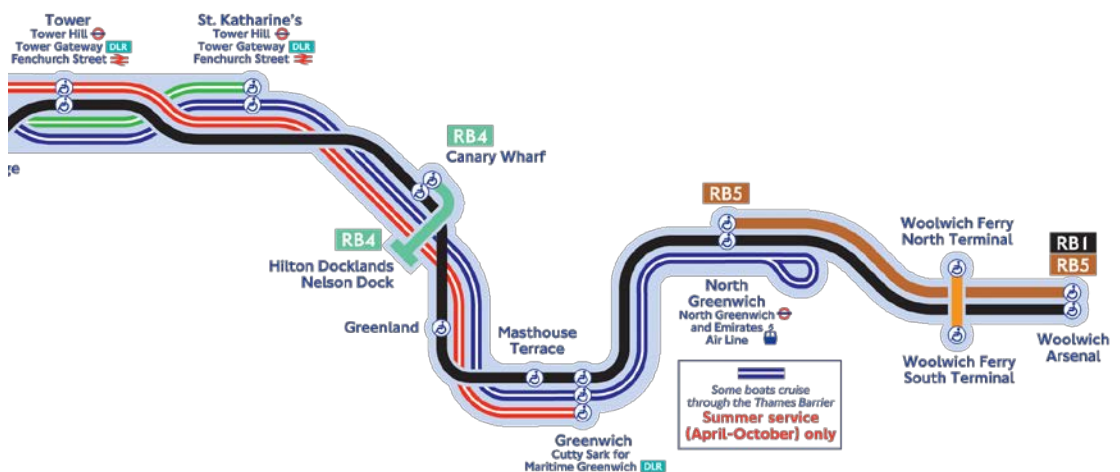 Tower
Tower Hill
Tower Gateway DLR
Fenchurch Street
St. Katharine's
Tower Hill
Tower Gateway DLR
Fenchurch Street
ge
RB4
Canary Wharf
RB4
Hilton Docklands
Nelson Dock
Greenland
Masthouse
Terrace
Greenwich
Cutty Sark for
Maritime Greenwich DLR
RB5
North
Greenwich
North Greenwich
and Emirates
Air Line
Some boats cruise
through the Thames Barrier
Summer service
(April-October) only
Woolwich Ferry
North Terminal
Woolwich Ferry
South Terminal
RB1
RB5
Woolwich
Arsenal